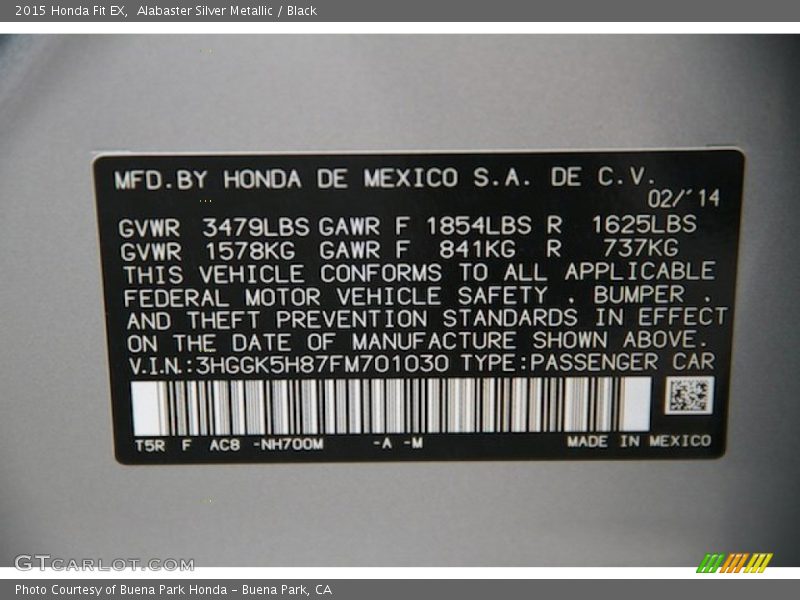 2015 Honda Fit EX,  Alabaster Silver Metallic / Black
MFD.BY HONDA DE MEXICO S.A. DE C.V.
02/'14
GVWR 3479LBS GAWR F 1854LBS R 1625LBS
GVWR 1578KG GAWR F 841KG R 737KG
THIS VEHICLE CONFORMS TO ALL APPLICABLE
FEDERAL MOTOR VEHICLE SAFETY , BUMPER ,
AND THEFT PREVENTION STANDARDS IN EFFECT
ON THE DATE OF MANUFACTURE SHOWN ABOVE.
V.I.N.:3HGGK5H87FM701030 TYPE:PASSENGER CAR
T5R F AC8 -NH700M -A -M MADE IN MEXICO
GTCARLOT.COM
Photo Courtesy of Buena Park Honda – Buena Park, CA